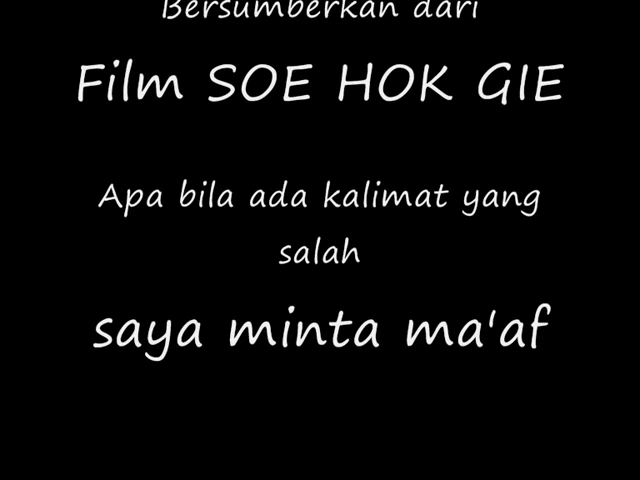 Bersumberkan dari
Film SOE HOK GIE
Apa bila ada kalimat yang
salah
saya minta ma'af